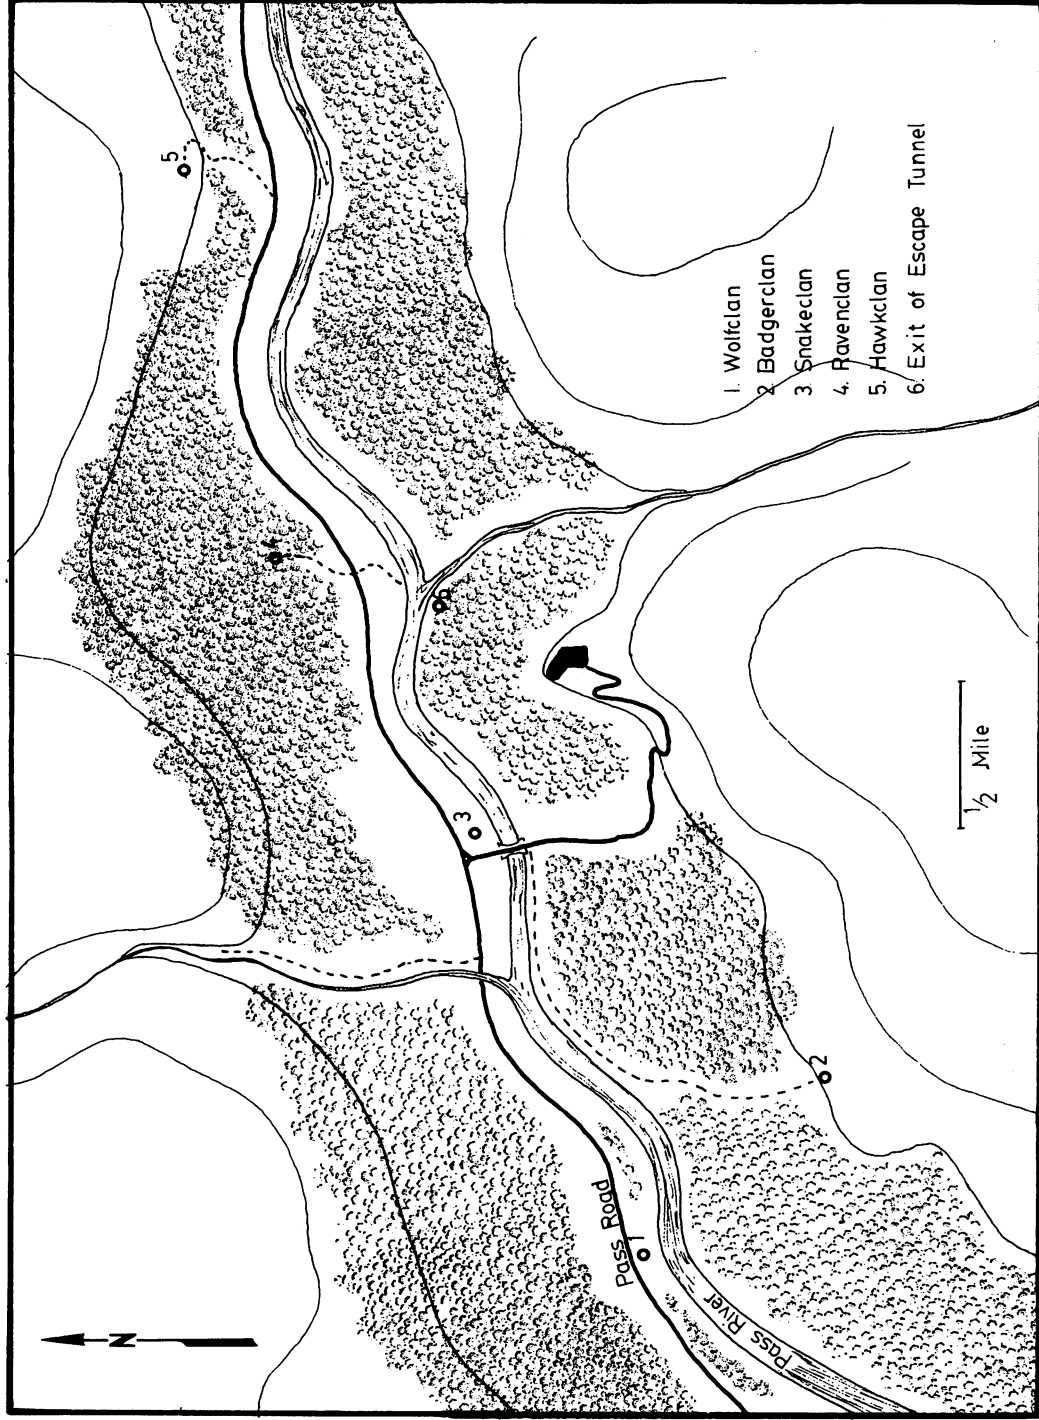 5
4
6
3
2
1
Pass Road
Pass River
N
1. Wolfclan
2 Badgerclan
3. Snakeclan
4. Ravenclan
5. Hawkclan
6. Exit of Escape Tunnel
1/2 Mile